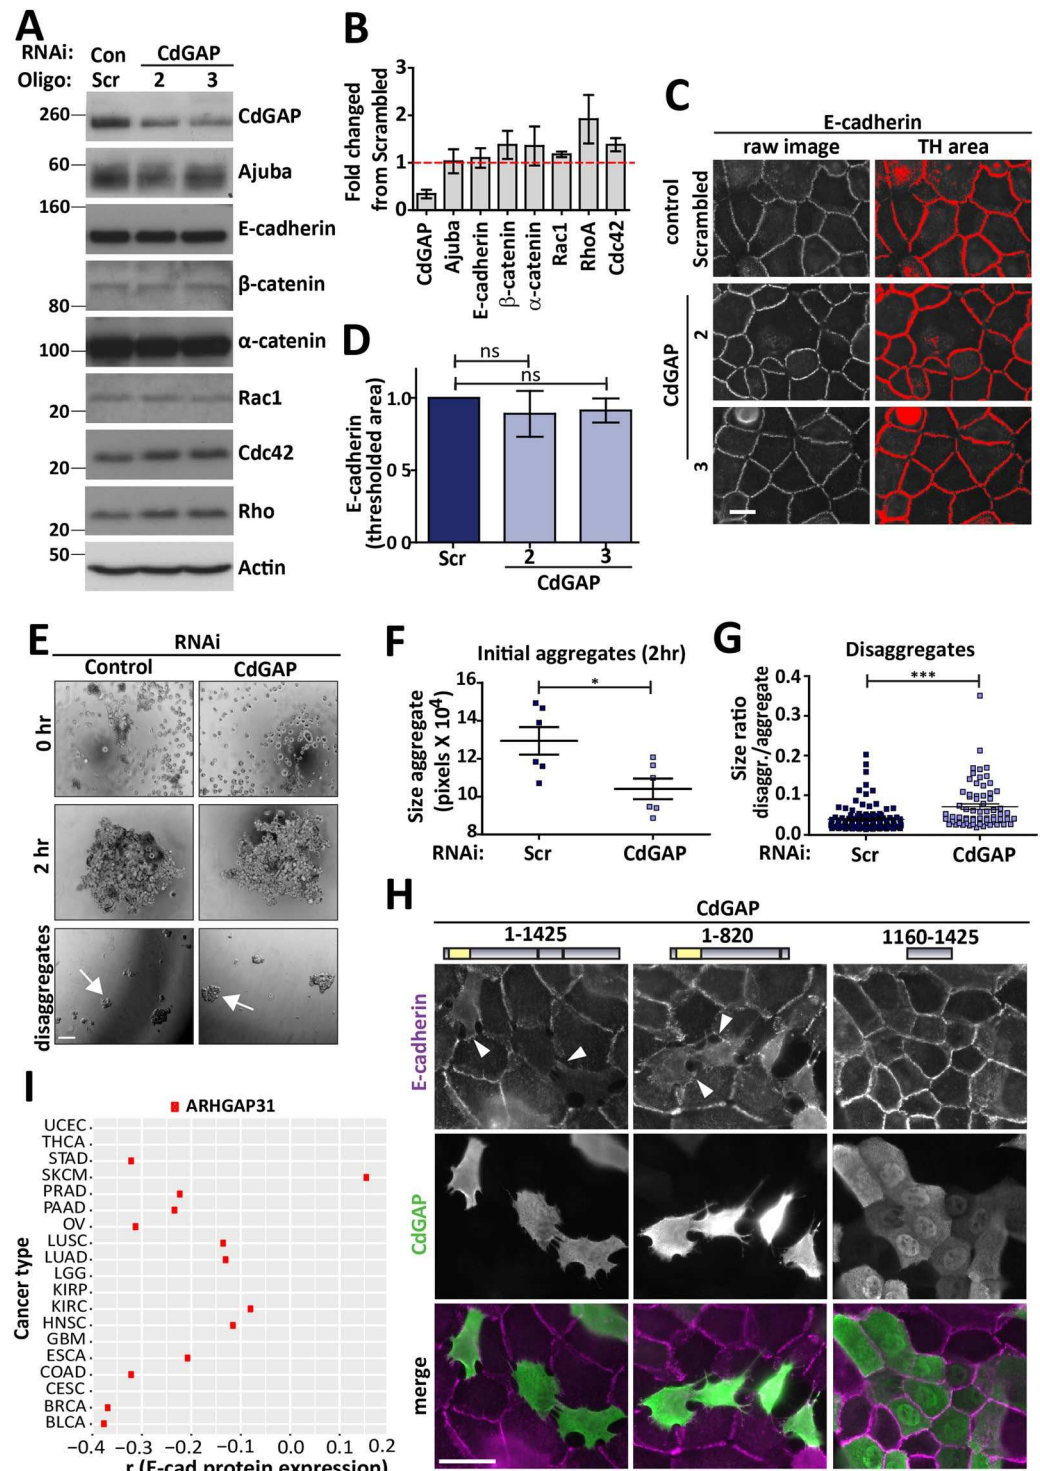 A
RNAi: Con CdGAP
Oligo: Scr 2 3
260 CdGAP
60 Ajuba
160
E-cadherin
β-catenin
80
100 α-catenin
Rac1
20
Cdc42
20
Rho
20
50
Actin
B
Fold changed
from Scrambled
3
2
1
0
CdGAP
Ajuba
E-cadherin
β-catenin
α-catenin
Rac1
RhoA
Cdc42
C
E-cadherin
raw image TH area
control
Scrambled
CdGAP
2
3
D
ns
ns
E-cadherin
(thresholded area)
1.0
0 5
0 0
Scr 2 3
CdGAP
E
RNAi
Control CdGAP
0 hr
2 hr
disaggregates
F
Initial aggregates (2hr)
Size aggregate
(pixels X 10⁴)
16
14
12
10
8
*
RNAi: Scr CdGAP
G
Disaggregates
Size ratio
disaggr./aggregate
0.4
0.3
0.2
0.1
0.0
***
RNAi: Scr CdGAP
H
CdGAP
1-1425 1-820 1160-1425
E-cadherin
CdGAP
merge
I
ARHGAP31
Cancer type
UCEC
THCA
STAD
SKCM
PRAD
PAAD
OV
LUSC
LUAD
LGG
KIRP
KIRC
HNSC
GBM
ESCA
COAD
CESC
BRCA
BLCA
−0.4 −0.3 −0.2 −0.1 0.0 0.1 0.2
r (E-cad protein expression)